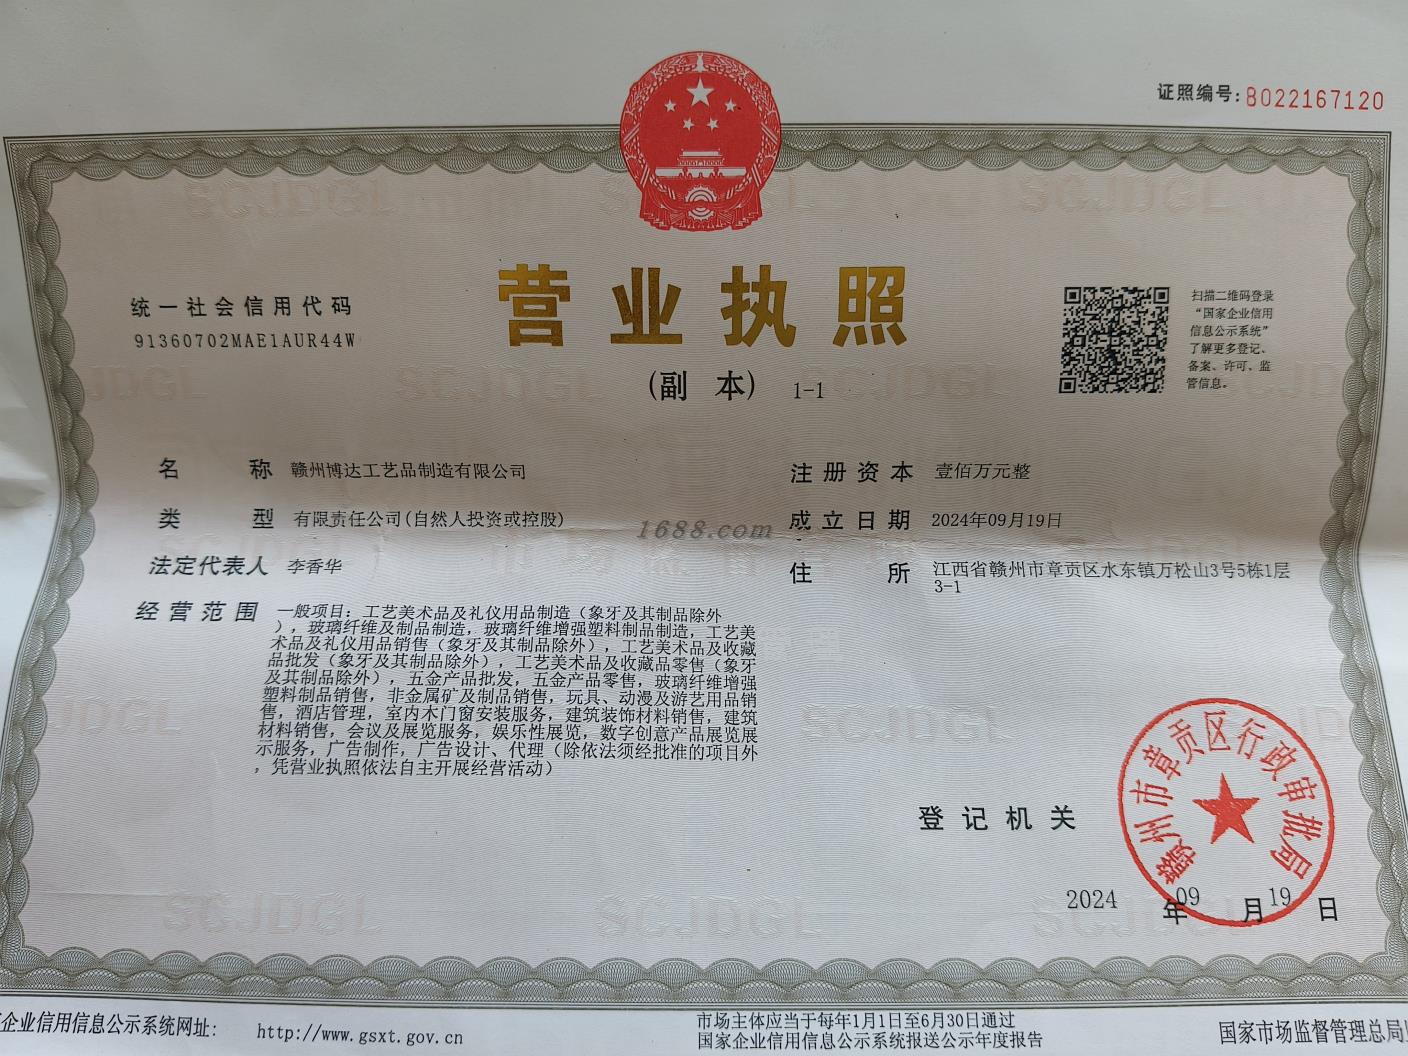 证照编号:B022167120
营业执照
(副 本) 1-1
统一社会信用代码
91360702MAE1AUR44W
扫描二维码登录
“国家企业信用
信息公示系统”
了解更多登记、
备案、许可、监
管信息。
名 称 赣州博达工艺品制造有限公司
类 型 有限责任公司(自然人投资或控股)
法定代表人 李香华
经营范围 一般项目：工艺美术品及礼仪用品制造（象牙及其制品除外
），玻璃纤维及制品制造，玻璃纤维增强塑料制品制造，工艺美
术品及礼仪用品销售（象牙及其制品除外），工艺美术品及收藏
品批发（象牙及其制品除外），工艺美术品及收藏品零售（象牙
及其制品除外），五金产品批发，五金产品零售，玻璃纤维增强
塑料制品销售，非金属矿及制品销售，玩具、动漫及游艺用品销
售，酒店管理，室内木门窗安装服务，建筑装饰材料销售，建筑
材料销售，会议及展览服务，娱乐性展览，数字创意产品展览展
示服务，广告制作，广告设计、代理（除依法须经批准的项目外
，凭营业执照依法自主开展经营活动）
注册资本 壹佰万元整
成立日期 2024年09月19日
住 所 江西省赣州市章贡区水东镇万松山3号5栋1层
3-1
1688.com
登记机关
赣州市章贡区行政审批局
2024 年 09 月 19 日
企业信用信息公示系统网址: http://www.gsxt.gov.cn
市场主体应当于每年1月1日至6月30日通过
国家企业信用信息公示系统报送公示年度报告
国家市场监督管理总局